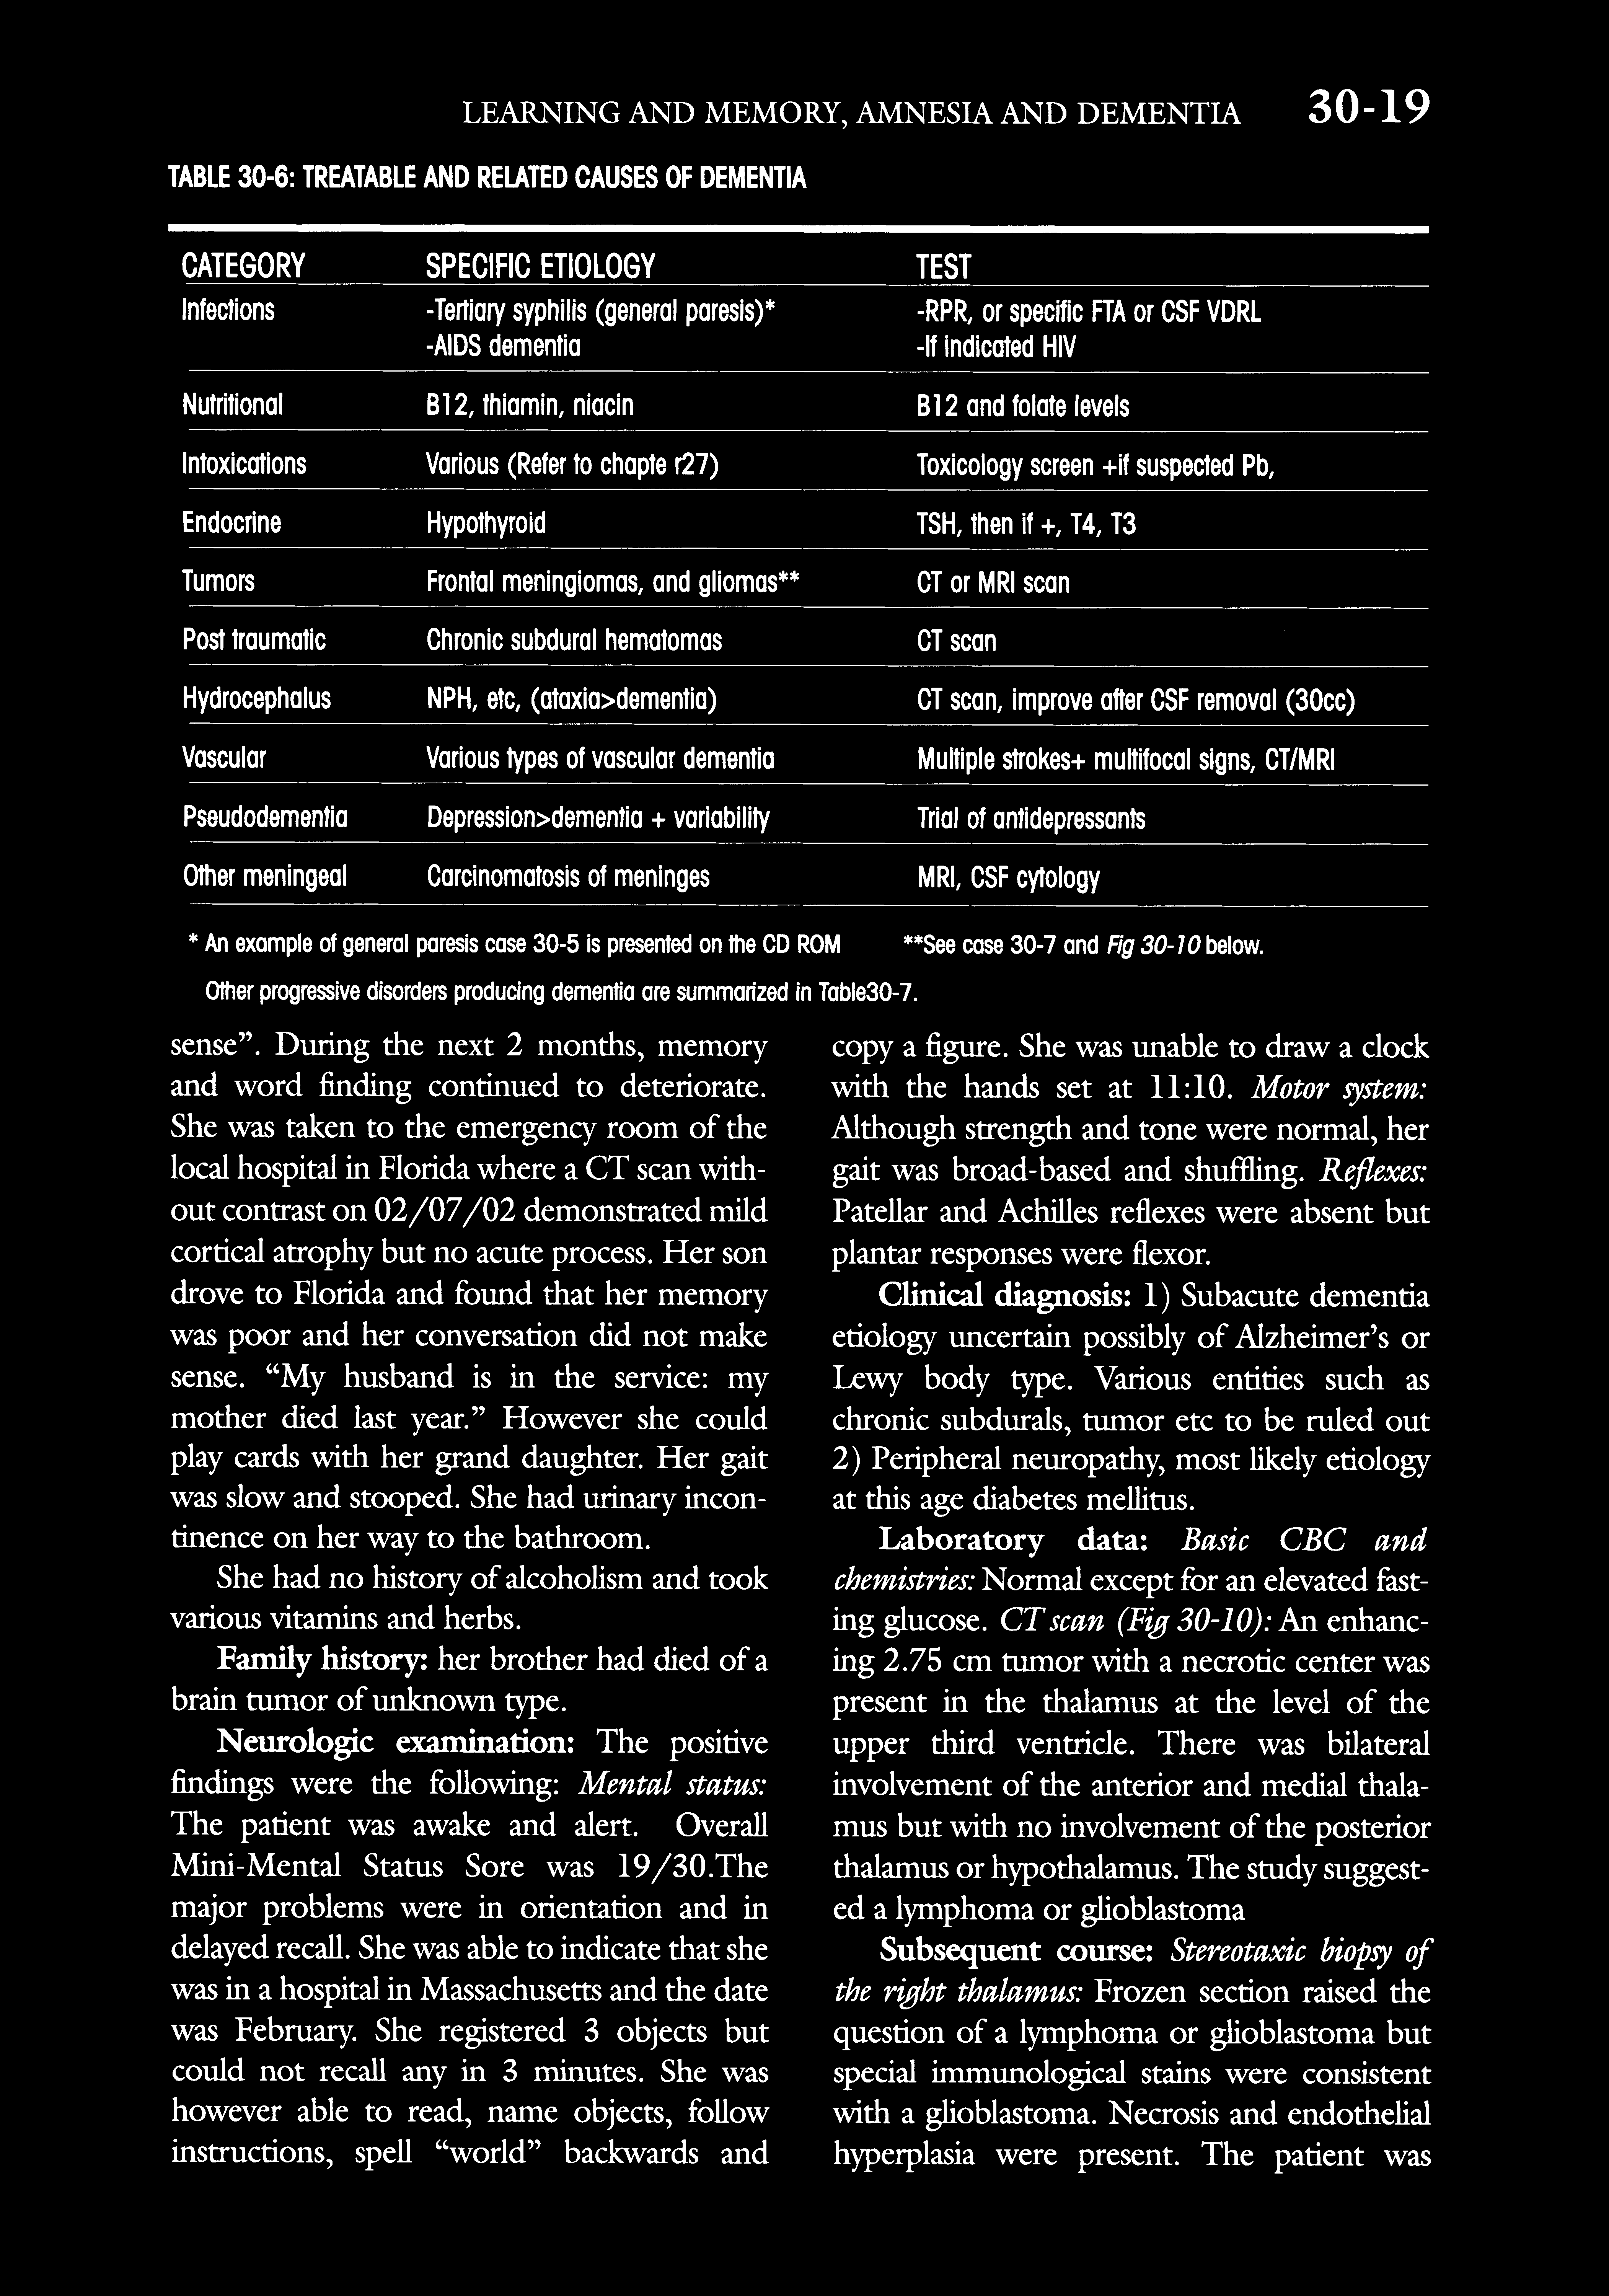 LEARNING AND MEMORY, AMNESIA AND DEMENTIA 30-19
TABLE 30-6: TREATABLE AND RELATED CAUSES OF DEMENTIA
CATEGORY SPECIFIC ETIOLOGY TEST
Infections -Tertiary syphilis (general paresis)* -RPR, or specific FTA or CSF VDRL
-AIDS dementia -If indicated HIV
Nutritional B12, thiamin, niacin B12 and folate levels
Intoxications Various (Refer to chapte r27) Toxicology screen +if suspected Pb,
Endocrine Hypothyroid TSH, then if +, T4, T3
Tumors Frontal meningiomas, and gliomas** CT or MRI scan
Post traumatic Chronic subdural hematomas CT scan
Hydrocephalus NPH, etc, (ataxia>dementia) CT scan, improve after CSF removal (30cc)
Vascular Various types of vascular dementia Multiple strokes+ multifocal signs, CT/MRI
Pseudodementia Depression>dementia + variability Trial of antidepressants
Other meningeal Carcinomatosis of meninges MRI, CSF cytology
* An example of general paresis case 30-5 is presented on the CD ROM **See case 30-7 and Fig 30-10 below.
Other progressive disorders producing dementia are summarized in Table30-7.
sense”. During the next 2 months, memory
and word finding continued to deteriorate.
She was taken to the emergency room of the
local hospital in Florida where a CT scan with-
out contrast on 02/07/02 demonstrated mild
cortical atrophy but no acute process. Her son
drove to Florida and found that her memory
was poor and her conversation did not make
sense. “My husband is in the service: my
mother died last year.” However she could
play cards with her grand daughter. Her gait
was slow and stooped. She had urinary incon-
tinence on her way to the bathroom.
She had no history of alcoholism and took
various vitamins and herbs.
Family history: her brother had died of a
brain tumor of unknown type.
Neurologic examination: The positive
findings were the following: Mental status:
The patient was awake and alert. Overall
Mini-Mental Status Sore was 19/30.The
major problems were in orientation and in
delayed recall. She was able to indicate that she
was in a hospital in Massachusetts and the date
was February. She registered 3 objects but
could not recall any in 3 minutes. She was
however able to read, name objects, follow
instructions, spell “world” backwards and
copy a figure. She was unable to draw a clock
with the hands set at 11:10. Motor system:
Although strength and tone were normal, her
gait was broad-based and shuffling. Reflexes:
Patellar and Achilles reflexes were absent but
plantar responses were flexor.
Clinical diagnosis: 1) Subacute dementia
etiology uncertain possibly of Alzheimer’s or
Lewy body type. Various entities such as
chronic subdurals, tumor etc to be ruled out
2) Peripheral neuropathy, most likely etiology
at this age diabetes mellitus.
Laboratory data: Basic CBC and
chemistries: Normal except for an elevated fast-
ing glucose. CT scan (Fig 30-10): An enhanc-
ing 2.75 cm tumor with a necrotic center was
present in the thalamus at the level of the
upper third ventricle. There was bilateral
involvement of the anterior and medial thala-
mus but with no involvement of the posterior
thalamus or hypothalamus. The study suggest-
ed a lymphoma or glioblastoma
Subsequent course: Stereotaxic biopsy of
the right thalamus: Frozen section raised the
question of a lymphoma or glioblastoma but
special immunological stains were consistent
with a glioblastoma. Necrosis and endothelial
hyperplasia were present. The patient was